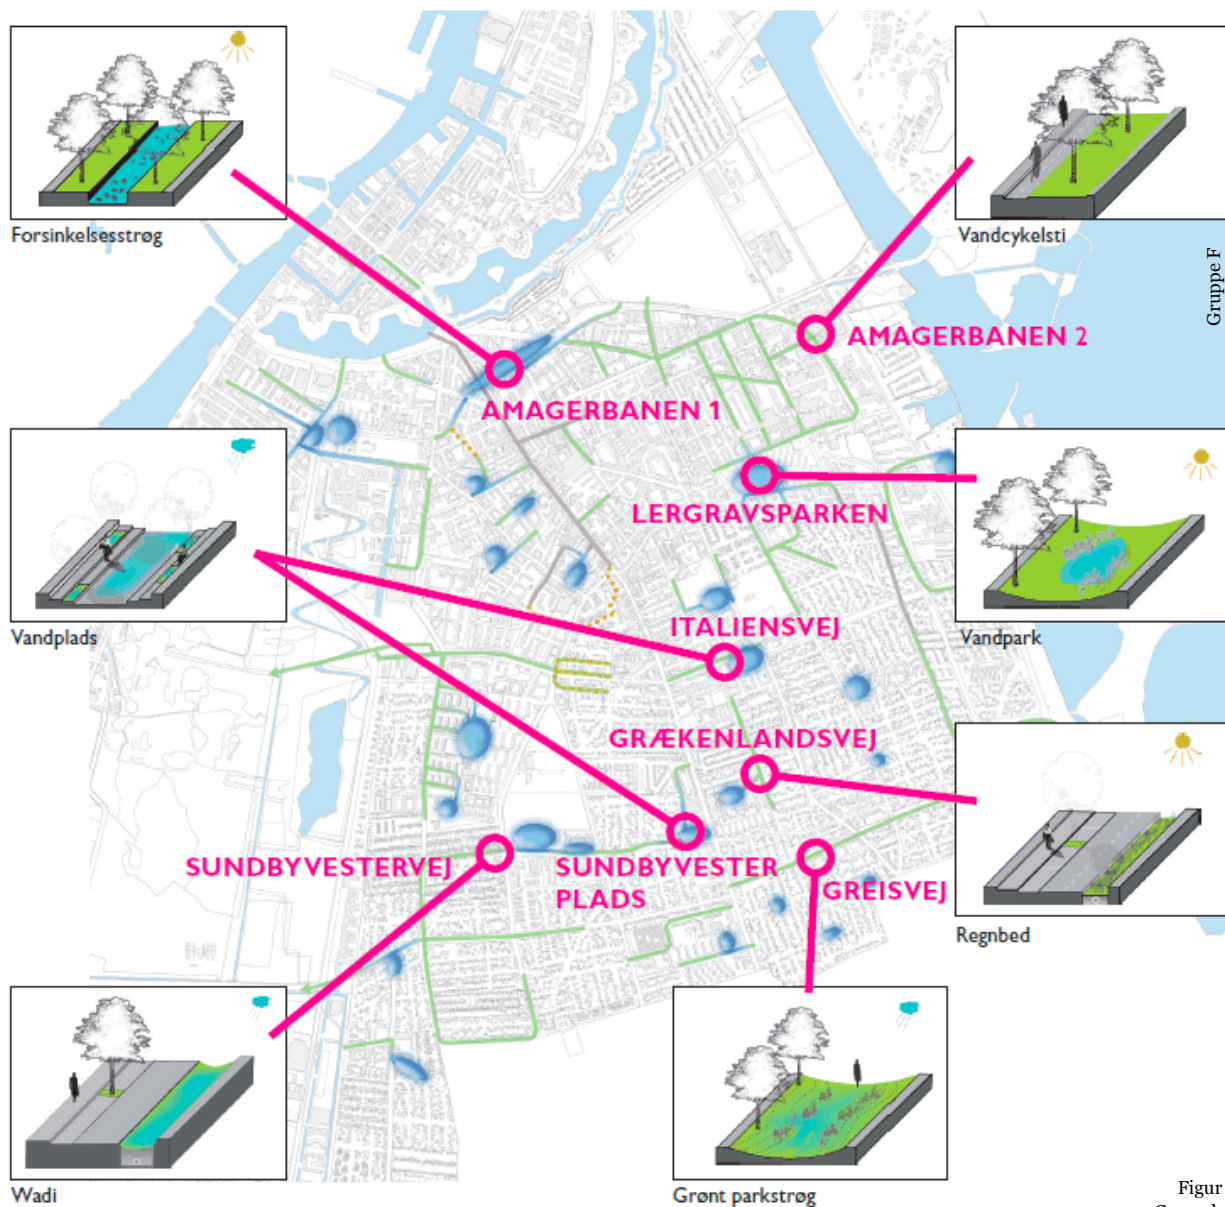 Forsinkelsesstrøg
Vandcykelsti
Gruppe F
AMAGERBANEN 2
AMAGERBANEN 1
LERGRAVSPARKEN
Vandplads
Vandpark
ITALIENSVEJ
GRÆKENLANDSVEJ
SUNDBYVESTERVEJ
SUNDBYVESTER
PLADS
GREISVEJ
Regnbed
Wadi
Grønt parkstrøg
Figur